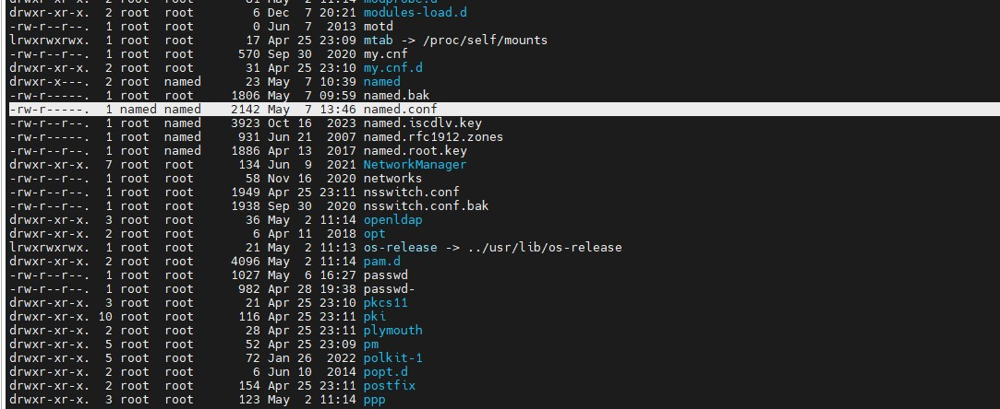 drwxr-xr-x. 2 root root 81 May 2 11:14 modprobe.d
drwxr-xr-x. 2 root root 6 Dec 7 20:21 modules-load.d
-rw-r--r--. 1 root root 0 Jun 7 2013 motd
lrwxrwxrwx. 1 root root 17 Apr 25 23:09 mtab -> /proc/self/mounts
-rw-r--r--. 1 root root 570 Sep 30 2020 my.cnf
drwxr-xr-x. 2 root root 31 Apr 25 23:10 my.cnf.d
drwxr-x---. 2 root named 23 May 7 10:39 named
-rw-r-----. 1 root root 1806 May 7 09:59 named.bak
-rw-r-----. 1 named named 2142 May 7 13:46 named.conf
-rw-r--r--. 1 root named 3923 Oct 16 2023 named.iscdlv.key
-rw-r-----. 1 root named 931 Jun 21 2007 named.rfc1912.zones
-rw-r--r--. 1 root named 1886 Apr 13 2017 named.root.key
drwxr-xr-x. 7 root root 134 Jun 9 2021 NetworkManager
-rw-r--r--. 1 root root 58 Nov 16 2020 networks
-rw-r--r--. 1 root root 1949 Apr 25 23:11 nsswitch.conf
-rw-r--r--. 1 root root 1938 Sep 30 2020 nsswitch.conf.bak
drwxr-xr-x. 3 root root 36 May 2 11:14 openldap
drwxr-xr-x. 2 root root 6 Apr 11 2018 opt
lrwxrwxrwx. 1 root root 21 May 2 11:13 os-release -> ../usr/lib/os-release
drwxr-xr-x. 2 root root 4096 May 2 11:14 pam.d
-rw-r--r--. 1 root root 1027 May 6 16:27 passwd
-rw-r--r--. 1 root root 982 Apr 28 19:38 passwd-
drwxr-xr-x. 3 root root 21 Apr 25 23:10 pkcs11
drwxr-xr-x. 10 root root 116 Apr 25 23:11 pki
drwxr-xr-x. 2 root root 28 Apr 25 23:11 plymouth
drwxr-xr-x. 5 root root 52 Apr 25 23:09 pm
drwxr-xr-x. 5 root root 72 Jan 26 2022 polkit-1
drwxr-xr-x. 2 root root 6 Jun 10 2014 popt.d
drwxr-xr-x. 2 root root 154 Apr 25 23:11 postfix
drwxr-xr-x. 3 root root 123 May 2 11:14 ppp